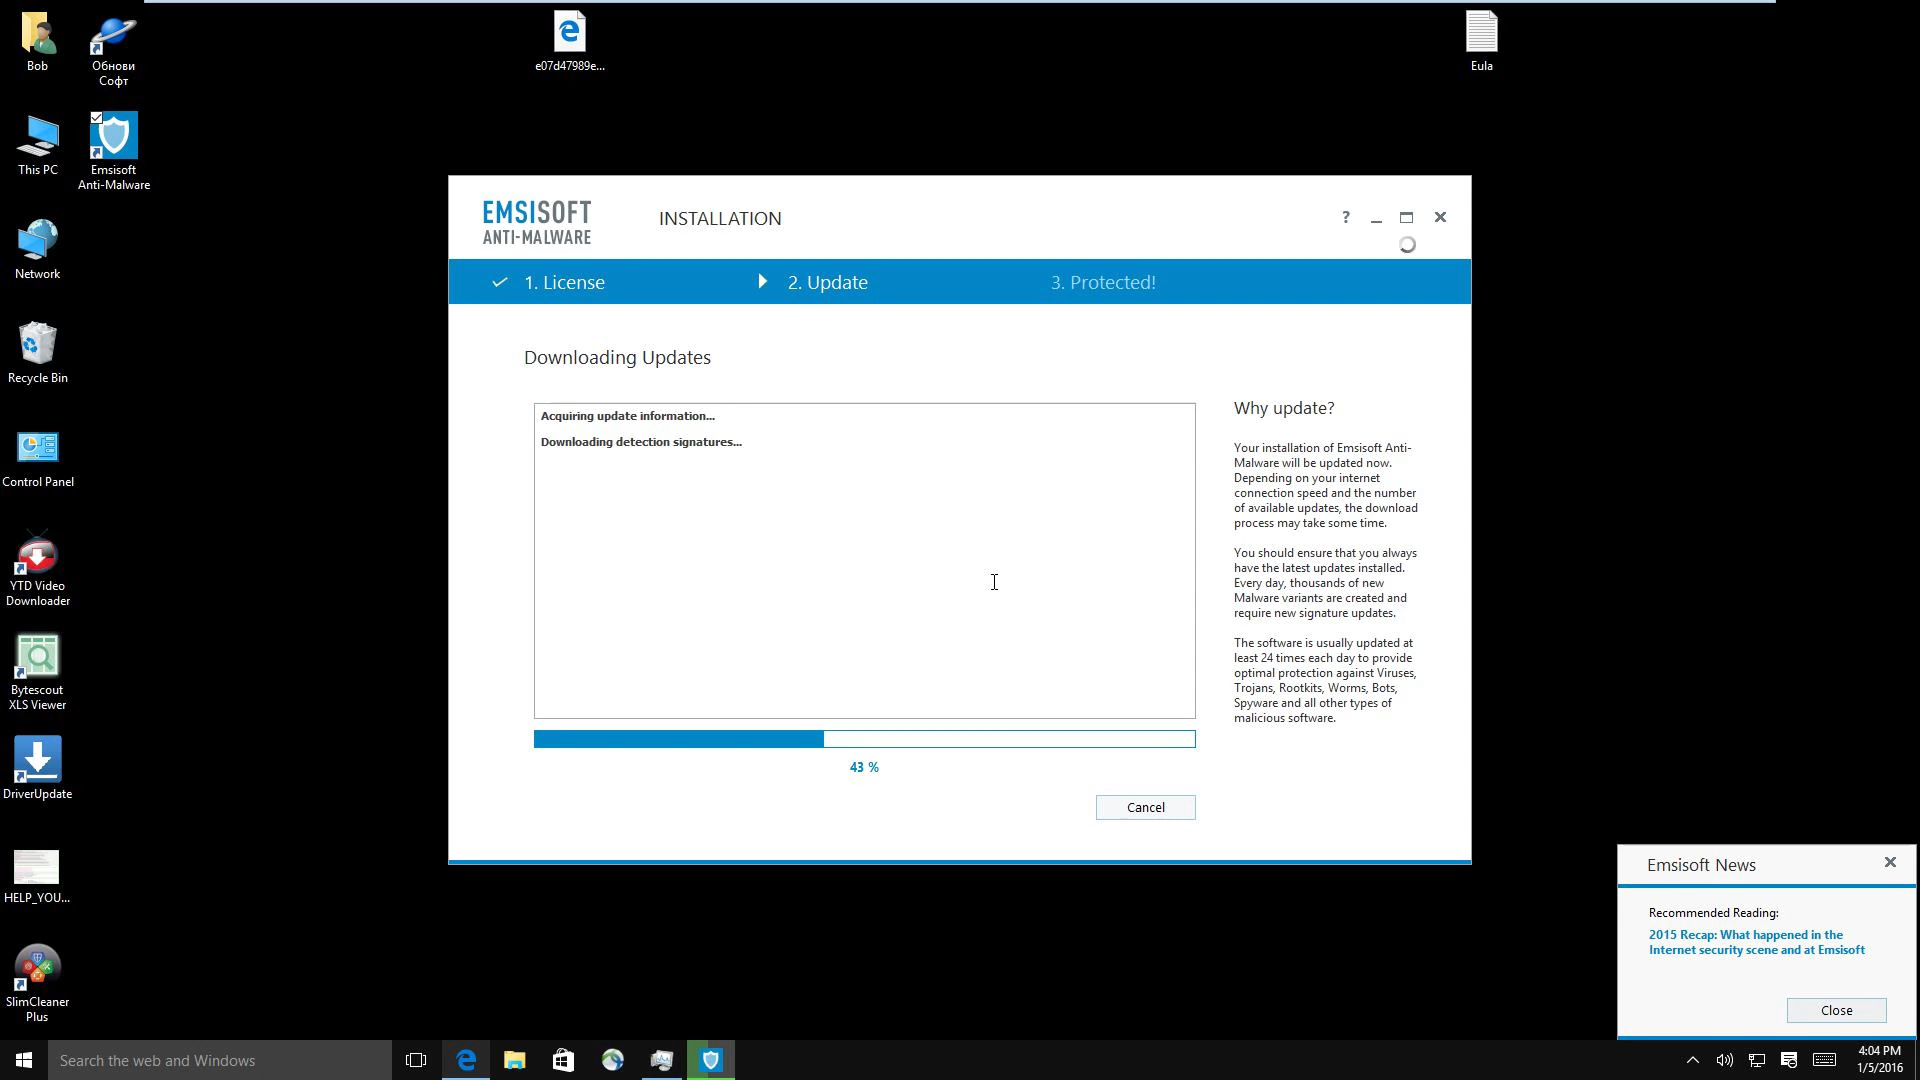 Bob
Обнови
Софт
e07d47989e...
Eula
This PC
Emsisoft
Anti-Malware
Network
Recycle Bin
Control Panel
YTD Video
Downloader
Bytescout
XLS Viewer
DriverUpdate
HELP_YOU...
SlimCleaner
Plus
EMSISOFT
ANTI-MALWARE
INSTALLATION
?
1. License
2. Update
3. Protected!
Downloading Updates
Acquiring update information...
Downloading detection signatures...
43 %
Cancel
Why update?
Your installation of Emsisoft Anti-
Malware will be updated now.
Depending on your internet
connection speed and the number
of available updates, the download
process may take some time.
You should ensure that you always
have the latest updates installed.
Every day, thousands of new
Malware variants are created and
require new signature updates.
The software is usually updated at
least 24 times each day to provide
optimal protection against Viruses,
Trojans, Rootkits, Worms, Bots,
Spyware and all other types of
malicious software.
Emsisoft News
Recommended Reading:
2015 Recap: What happened in the
Internet security scene and at Emsisoft
Close
Search the web and Windows
4:04 PM
1/5/2016